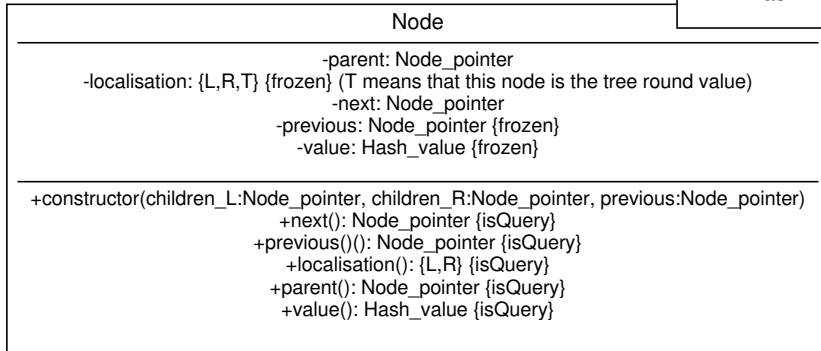 Node
-parent: Node_pointer
-localisation: {L,R,T} {frozen} (T means that this node is the tree round value)
-next: Node_pointer
-previous: Node_pointer {frozen}
-value: Hash_value {frozen}
+constructor(children_L:Node_pointer, children_R:Node_pointer, previous:Node_pointer)
+next(): Node_pointer {isQuery}
+previous()(): Node_pointer {isQuery}
+localisation(): {L,R} {isQuery}
+parent(): Node_pointer {isQuery}
+value(): Hash_value {isQuery}